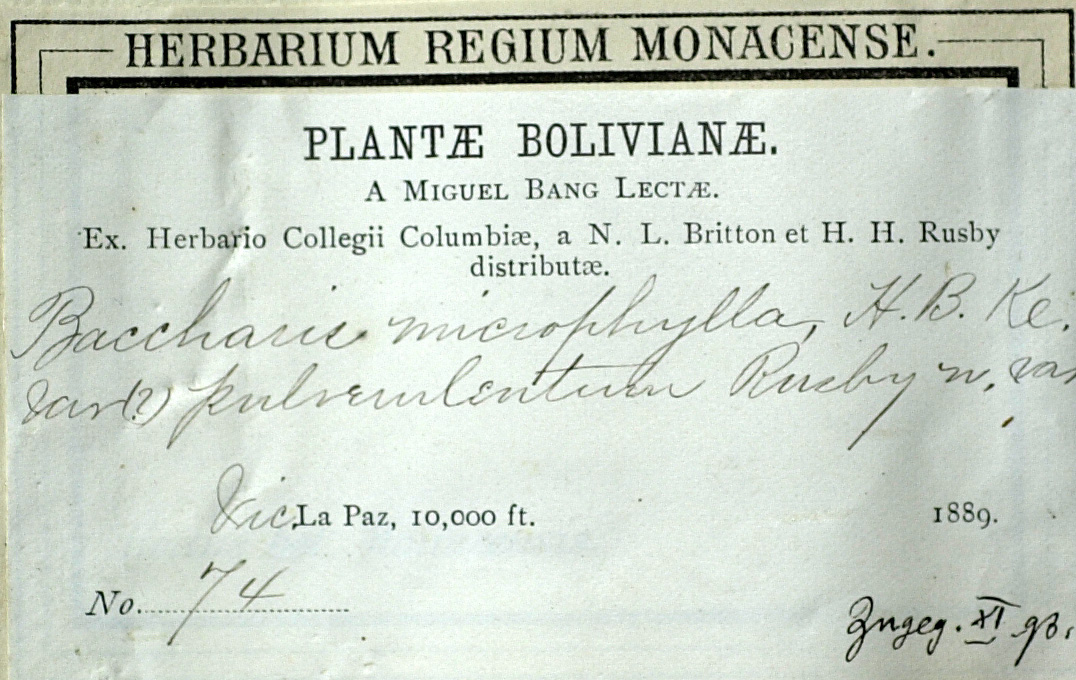 HERBARIUM REGIUM MONACENSE.
PLANTÆ BOLIVIANÆ.
A MIGUEL BANG LECTÆ.
Ex. Herbario Collegii Columbiæ, a N. L. Britton et H. H. Rusby
distributæ.
Baccharis microphylla, H.B.K.
var(?) pulverulentum Rusby n. var
Vic. La Paz, 10,000 ft. 1889.
No. 74
Zugeg. XI 93.